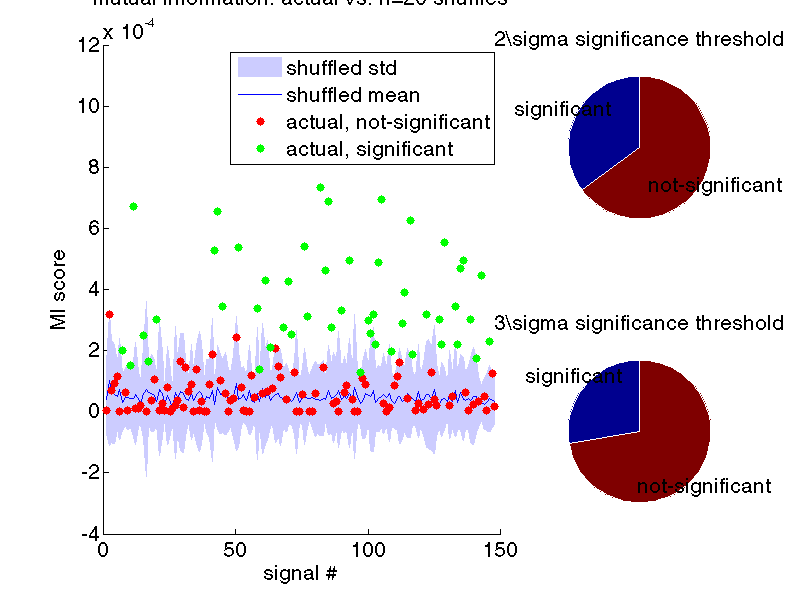 mutual information: actual vs. n=20 shuffles
x 10-4
12
10
8
6
4
2
0
-2
-4
0
50
100
150
MI score
signal #
shuffled std
shuffled mean
actual, not-significant
actual, significant
2\sigma significance threshold
significant
not-significant
3\sigma significance threshold
significant
not-significant